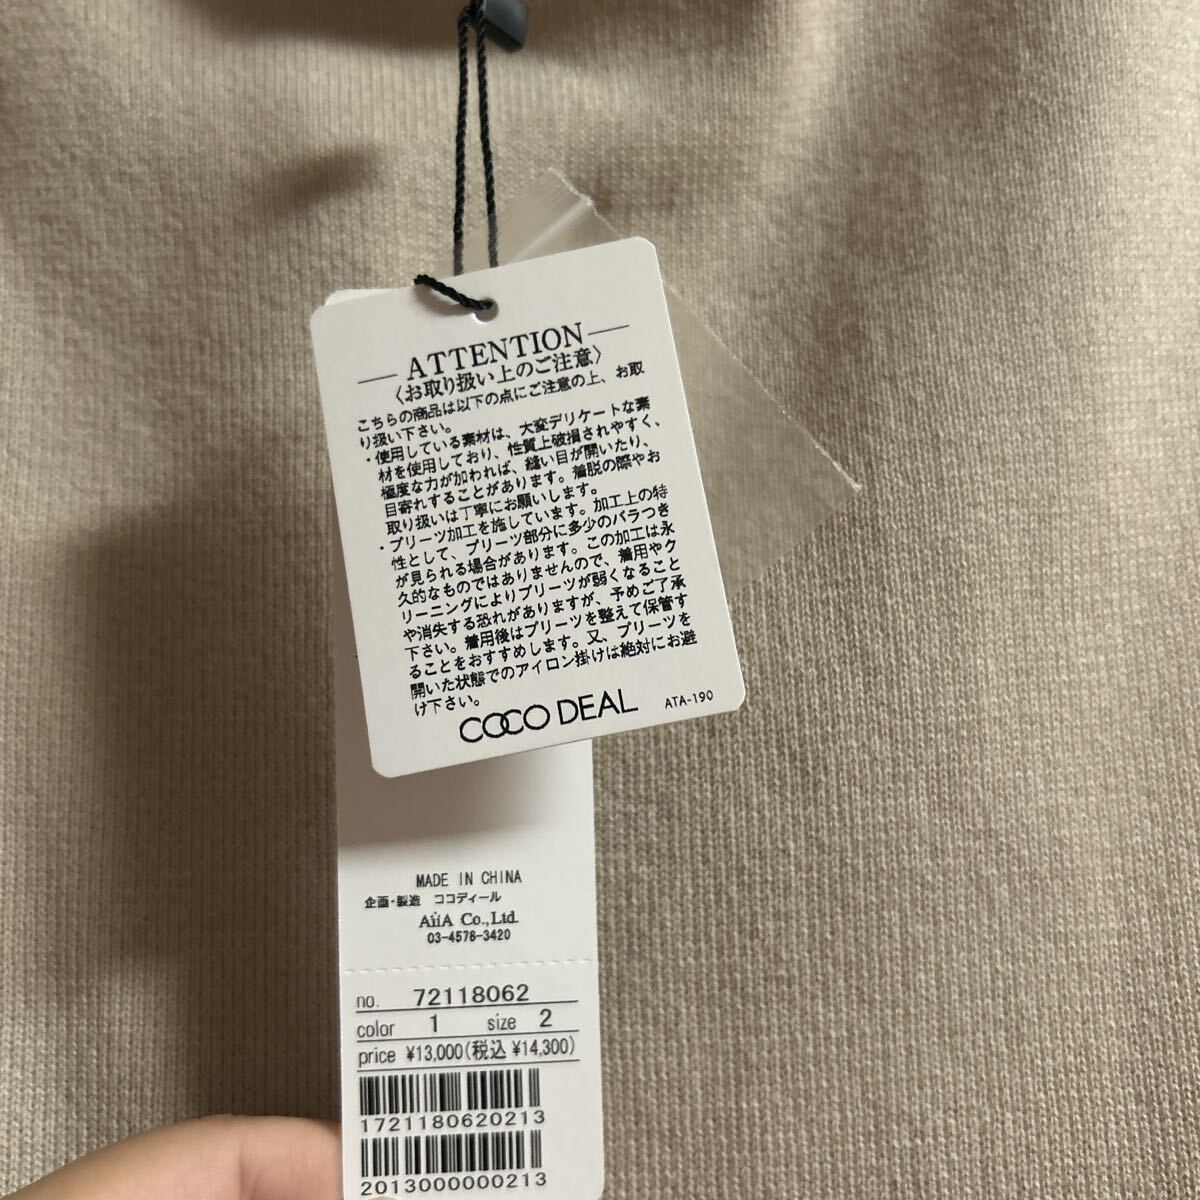 ATTENTION
〈お取り扱い上のご注意〉
こちらの商品は以下の点にご注意の上、お取
り扱い下さい。
・使用している素材は、大変デリケートな素
材を使用しており、性質上破損されやすく、
極度な力が加われば、縫い目が開いたり、
目寄れすることがあります。着脱の際やお
取り扱いは丁寧にお願いします。
・プリーツ加工を施しています。加工上の特
性として、プリーツ部分に多少のバラつき
が見られる場合があります。この加工は永
久的なものではありませんので、着用やク
リーニングによりプリーツが弱くなること
や消失する恐れがありますが、予めご了承
下さい。着用後はプリーツを整えて保管す
ることをおすすめします。又、プリーツを
開いた状態でのアイロン掛けは絶対にお避
け下さい。
COCO DEAL ATA-190
MADE IN CHINA
企画・製造 ココディール
AiiA Co.,Ltd.
03-4578-3420
no. 72118062
color 1 size 2
price ¥13,000(税込 ¥14,300)
1721180620213
2013000000213